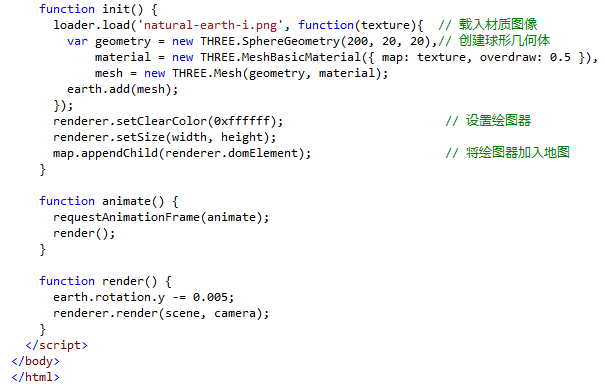 function init() {
loader.load('natural-earth-i.png', function(texture){ // 载入材质图像
var geometry = new THREE.SphereGeometry(200, 20, 20),// 创建球形几何体
material = new THREE.MeshBasicMaterial({ map: texture, overdraw: 0.5 }),
mesh = new THREE.Mesh(geometry, material);
earth.add(mesh);
});
renderer.setClearColor(0xffffff); // 设置绘图器
renderer.setSize(width, height);
map.appendChild(renderer.domElement); // 将绘图器加入地图
}
function animate() {
requestAnimationFrame(animate);
render();
}
function render() {
earth.rotation.y -= 0.005;
renderer.render(scene, camera);
}
</script>
</body>
</html>